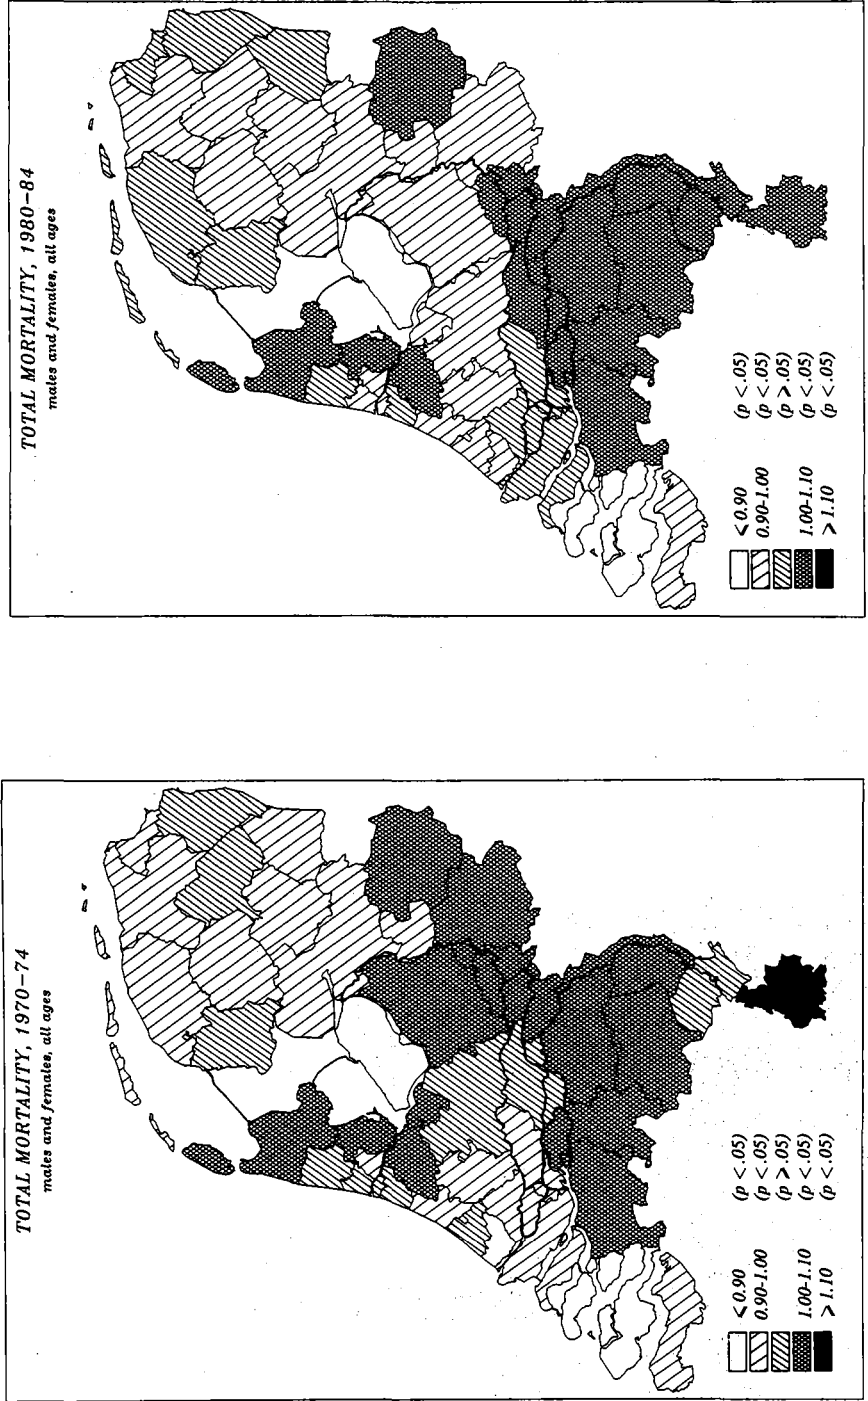 TOTAL MORTALITY, 1970-74
males and females, all ages
< 0.90 (p < .05)
0.90-1.00 (p < .05)
(p > .05)
1.00-1.10 (p < .05)
> 1.10 (p < .05)
TOTAL MORTALITY, 1980-84
males and females, all ages
< 0.90 (p < .05)
0.90-1.00 (p < .05)
(p > .05)
1.00-1.10 (p < .05)
> 1.10 (p < .05)